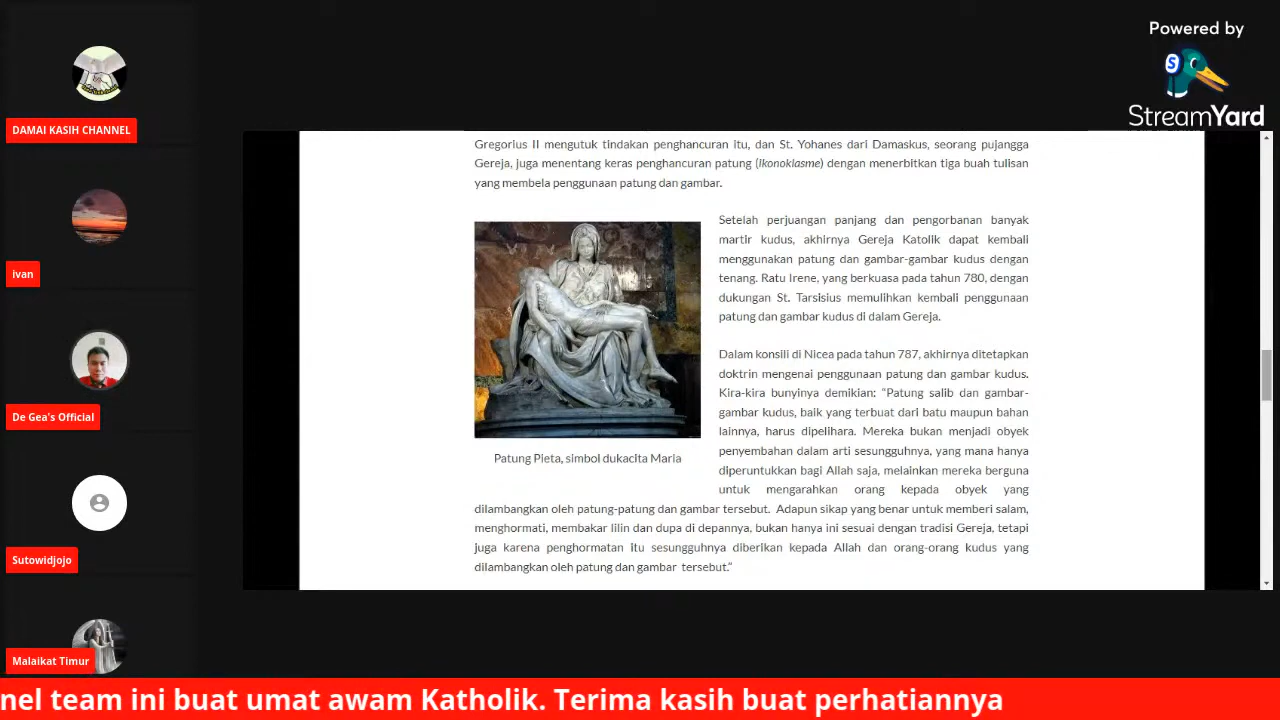 Powered by
StreamYard
DAMAI KASIH CHANNEL
ivan
De Gea's Official
Sutowidjojo
Malaikat Timur
Gregorius II mengutuk tindakan penghancuran itu, dan St. Yohanes dari Damaskus, seorang pujangga
Gereja, juga menentang keras penghancuran patung (ikonoklasme) dengan menerbitkan tiga buah tulisan
yang membela penggunaan patung dan gambar.
Setelah perjuangan panjang dan pengorbanan banyak
martir kudus, akhirnya Gereja Katolik dapat kembali
menggunakan patung dan gambar-gambar kudus dengan
tenang. Ratu Irene, yang berkuasa pada tahun 780, dengan
dukungan St. Tarsisius memulihkan kembali penggunaan
patung dan gambar kudus di dalam Gereja.
Dalam konsili di Nicea pada tahun 787, akhirnya ditetapkan
doktrin mengenai penggunaan patung dan gambar kudus.
Kira-kira bunyinya demikian: "Patung salib dan gambar-
gambar kudus, baik yang terbuat dari batu maupun bahan
lainnya, harus dipelihara. Mereka bukan menjadi obyek
penyembahan dalam arti sesungguhnya, yang mana hanya
diperuntukkan bagi Allah saja, melainkan mereka berguna
untuk mengarahkan orang kepada obyek yang
dilambangkan oleh patung-patung dan gambar tersebut. Adapun sikap yang benar untuk memberi salam,
menghormati, membakar lilin dan dupa di depannya, bukan hanya ini sesuai dengan tradisi Gereja, tetapi
juga karena penghormatan itu sesungguhnya diberikan kepada Allah dan orang-orang kudus yang
dilambangkan oleh patung dan gambar tersebut."
Patung Pieta, simbol dukacita Maria
nel team ini buat umat awam Katholik. Terima kasih buat perhatiannya